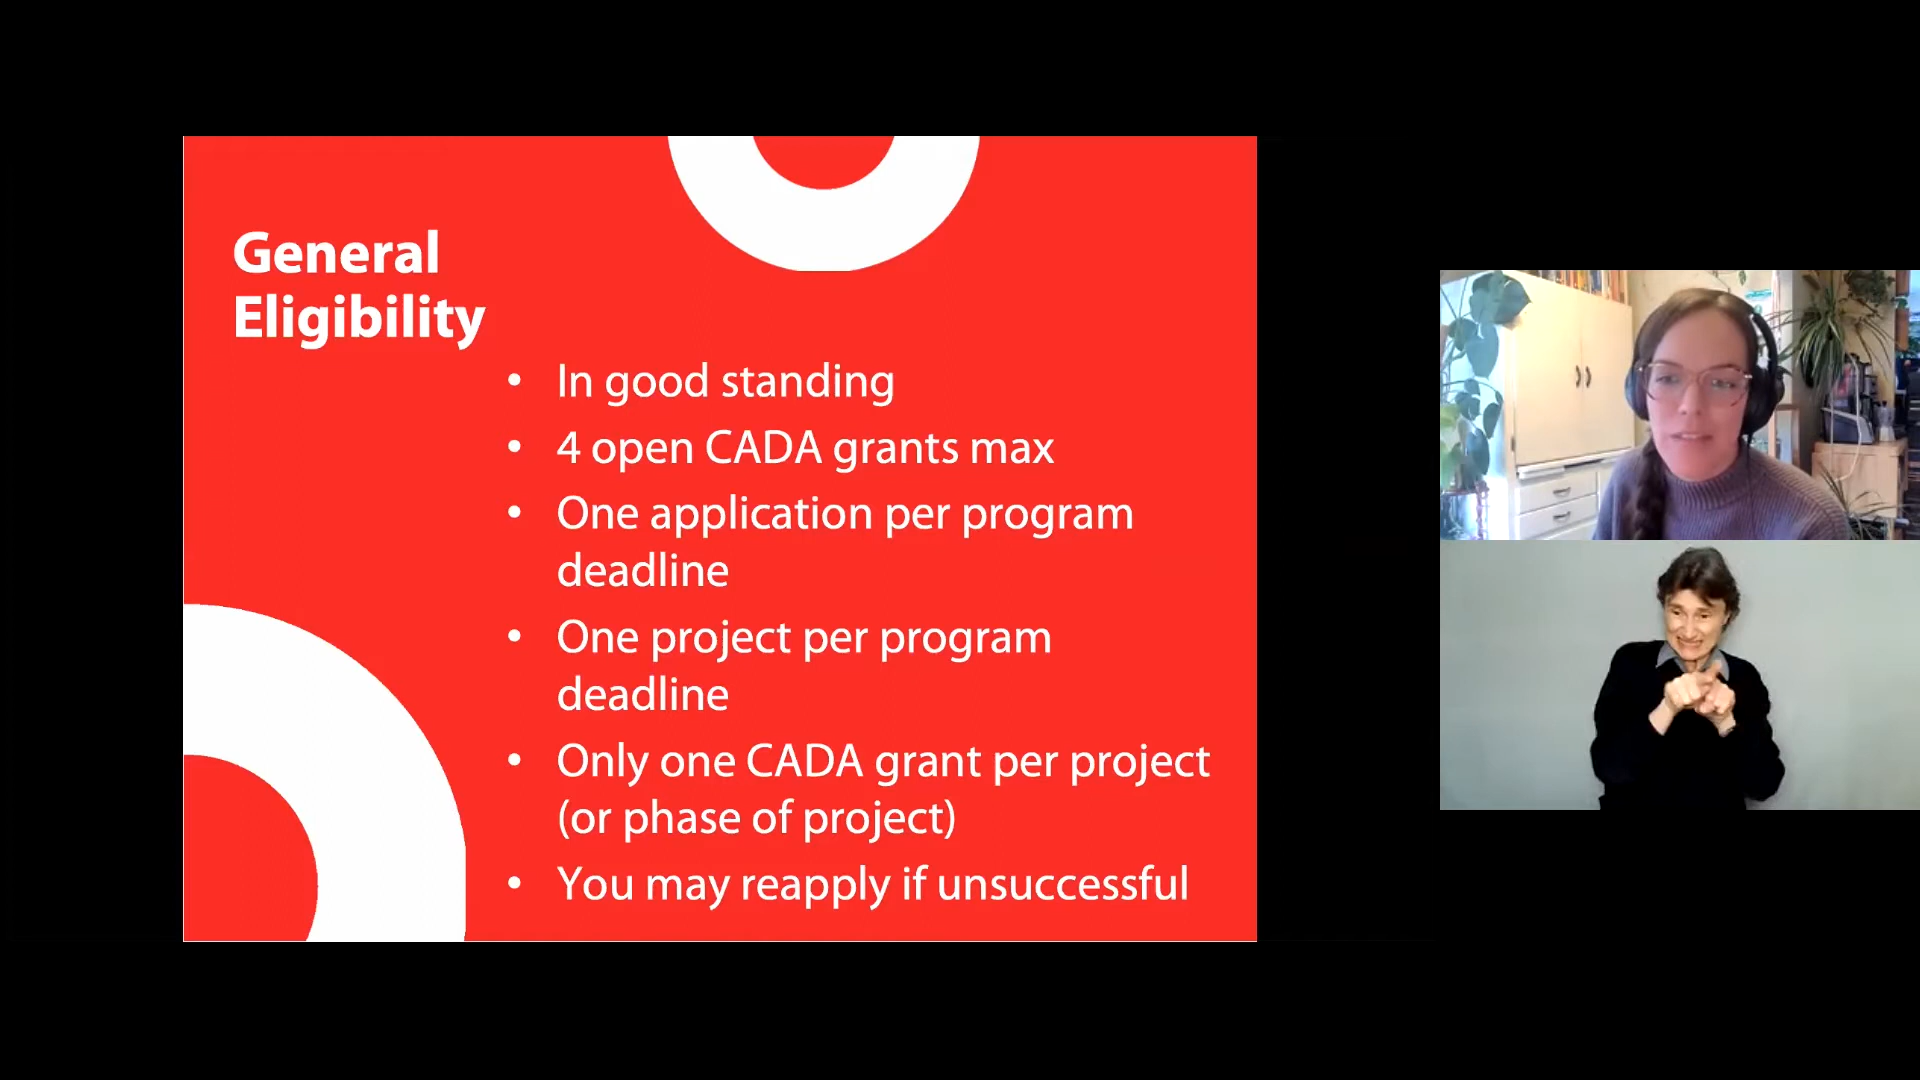 General
Eligibility
• In good standing
• 4 open CADA grants max
• One application per program
deadline
• One project per program
deadline
• Only one CADA grant per project
(or phase of project)
• You may reapply if unsuccessful